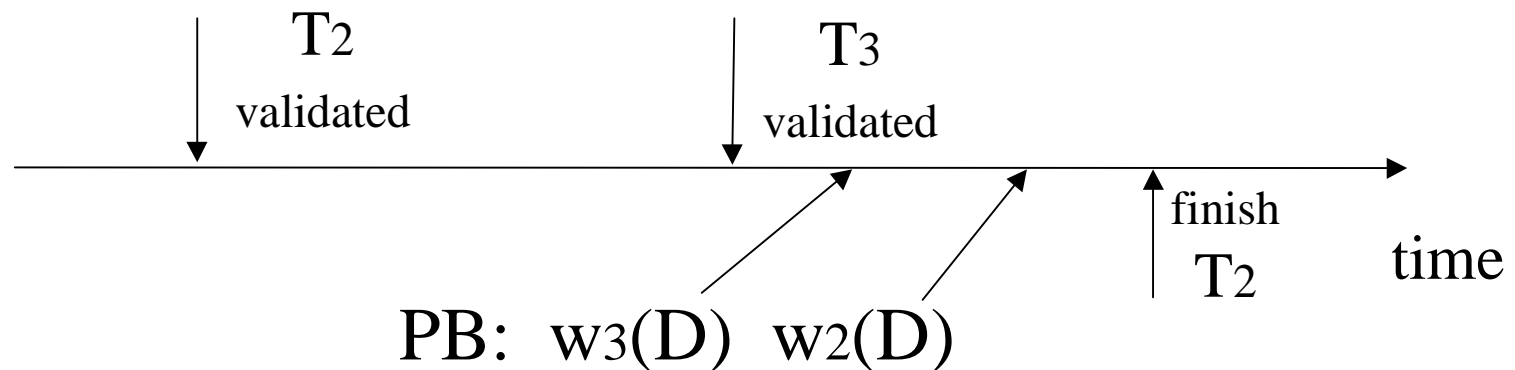 T2
validated
T3
validated
finish
T2
time
PB: w3(D) w2(D)